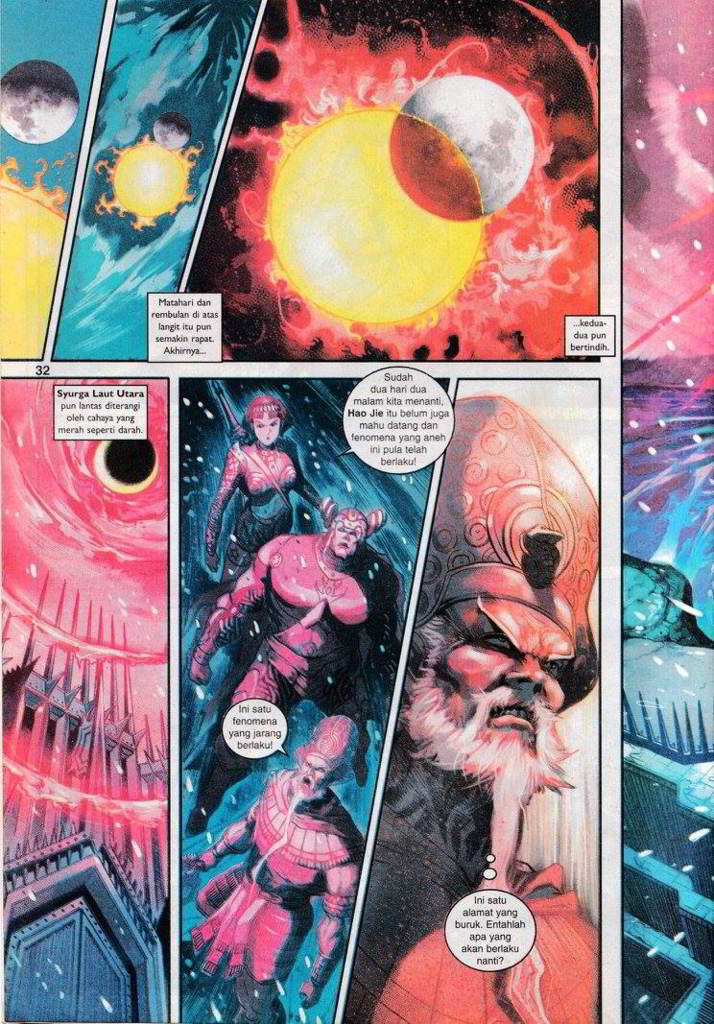 Matahari dan
rembulan di atas
langit itu pun
semakin rapat.
Akhirnya...
...kedua-
dua pun
bertindih.
32
Syurga Laut Utara
pun lantas diterangi
oleh cahaya yang
merah seperti darah.
Sudah
dua hari dua
malam kita menanti,
Hao Jie itu belum juga
mahu datang dan
fenomena yang aneh
ini pula telah
berlaku!
Ini satu
fenomena
yang jarang
berlaku!
Ini satu
alamat yang
buruk. Entahlah
apa yang
akan berlaku
nanti?